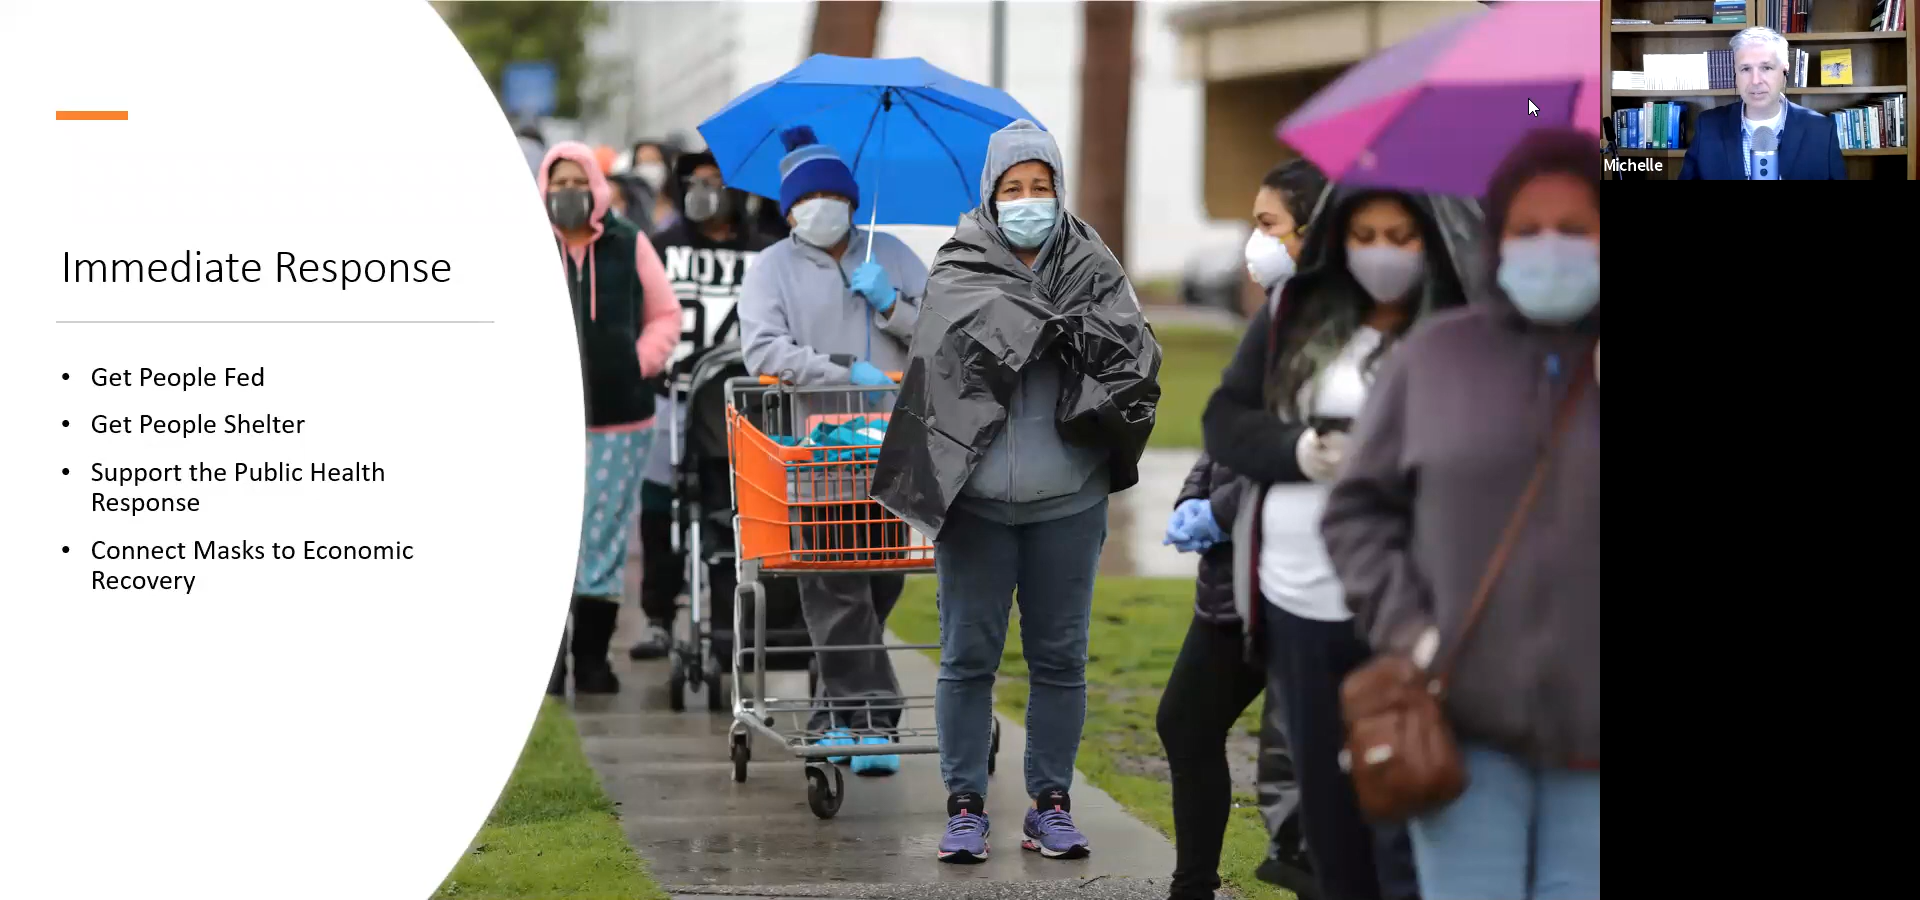 Immediate Response
• Get People Fed
• Get People Shelter
• Support the Public Health
Response
• Connect Masks to Economic
Recovery
Michelle